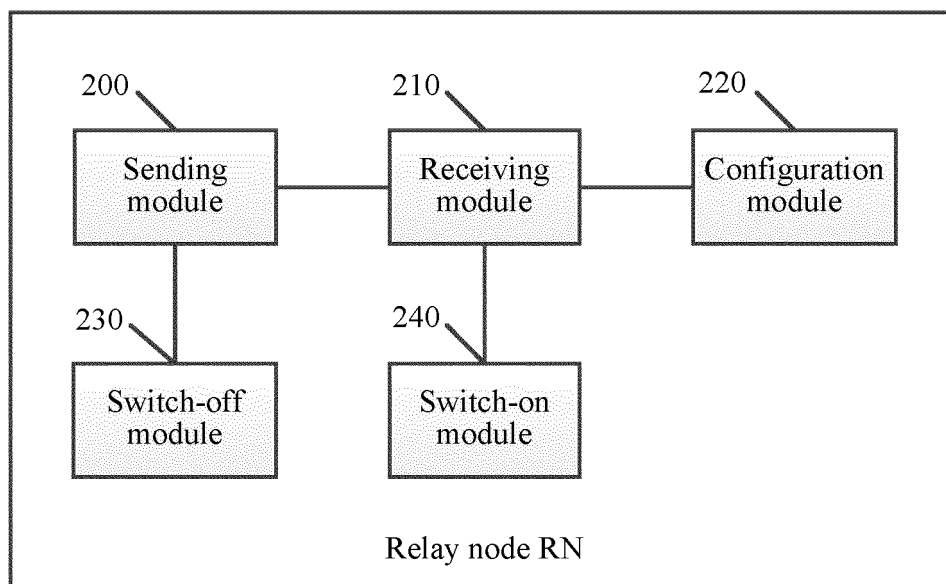 200
210
220
Sending
module
Receiving
module
Configuration
module
230
240
Switch-off
module
Switch-on
module
Relay node RN